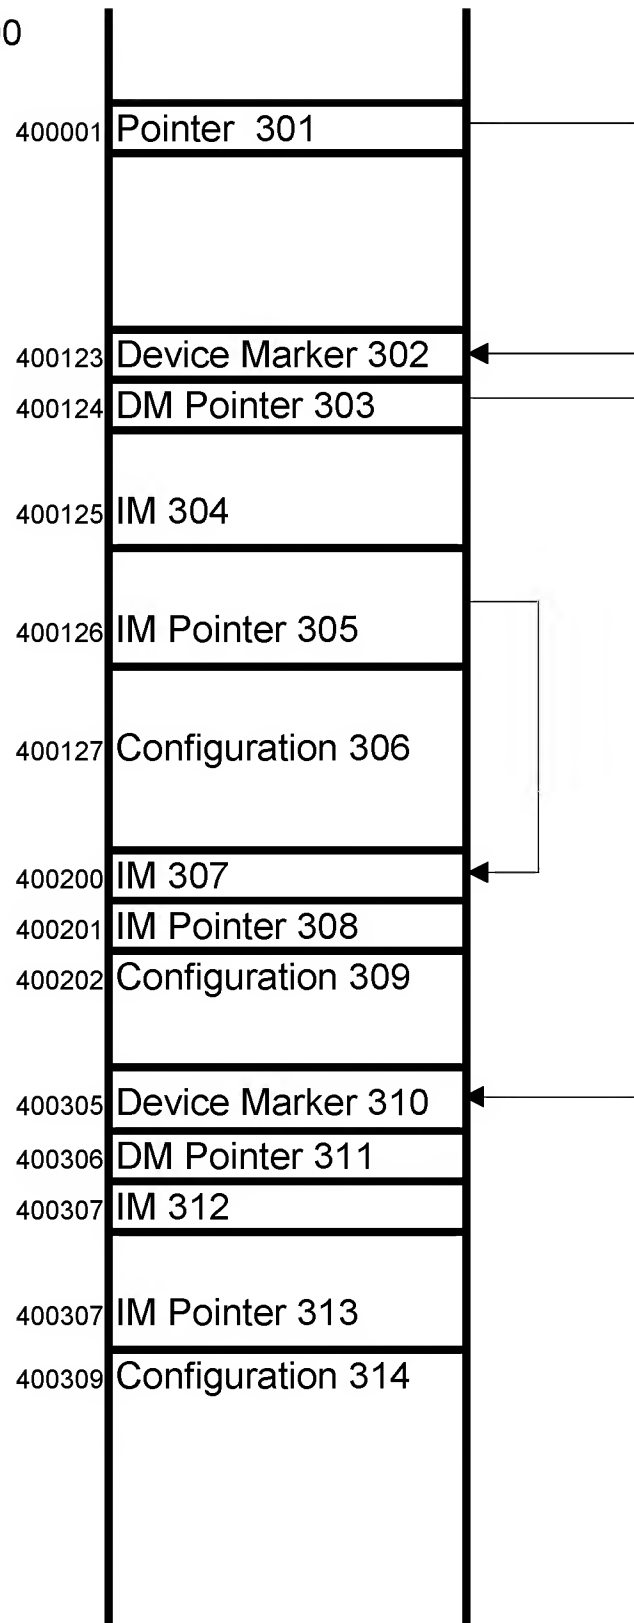 0
400001 Pointer 301
400123 Device Marker 302
400124 DM Pointer 303
400125 IM 304
400126 IM Pointer 305
400127 Configuration 306
400200 IM 307
400201 IM Pointer 308
400202 Configuration 309
400305 Device Marker 310
400306 DM Pointer 311
400307 IM 312
400307 IM Pointer 313
400309 Configuration 314